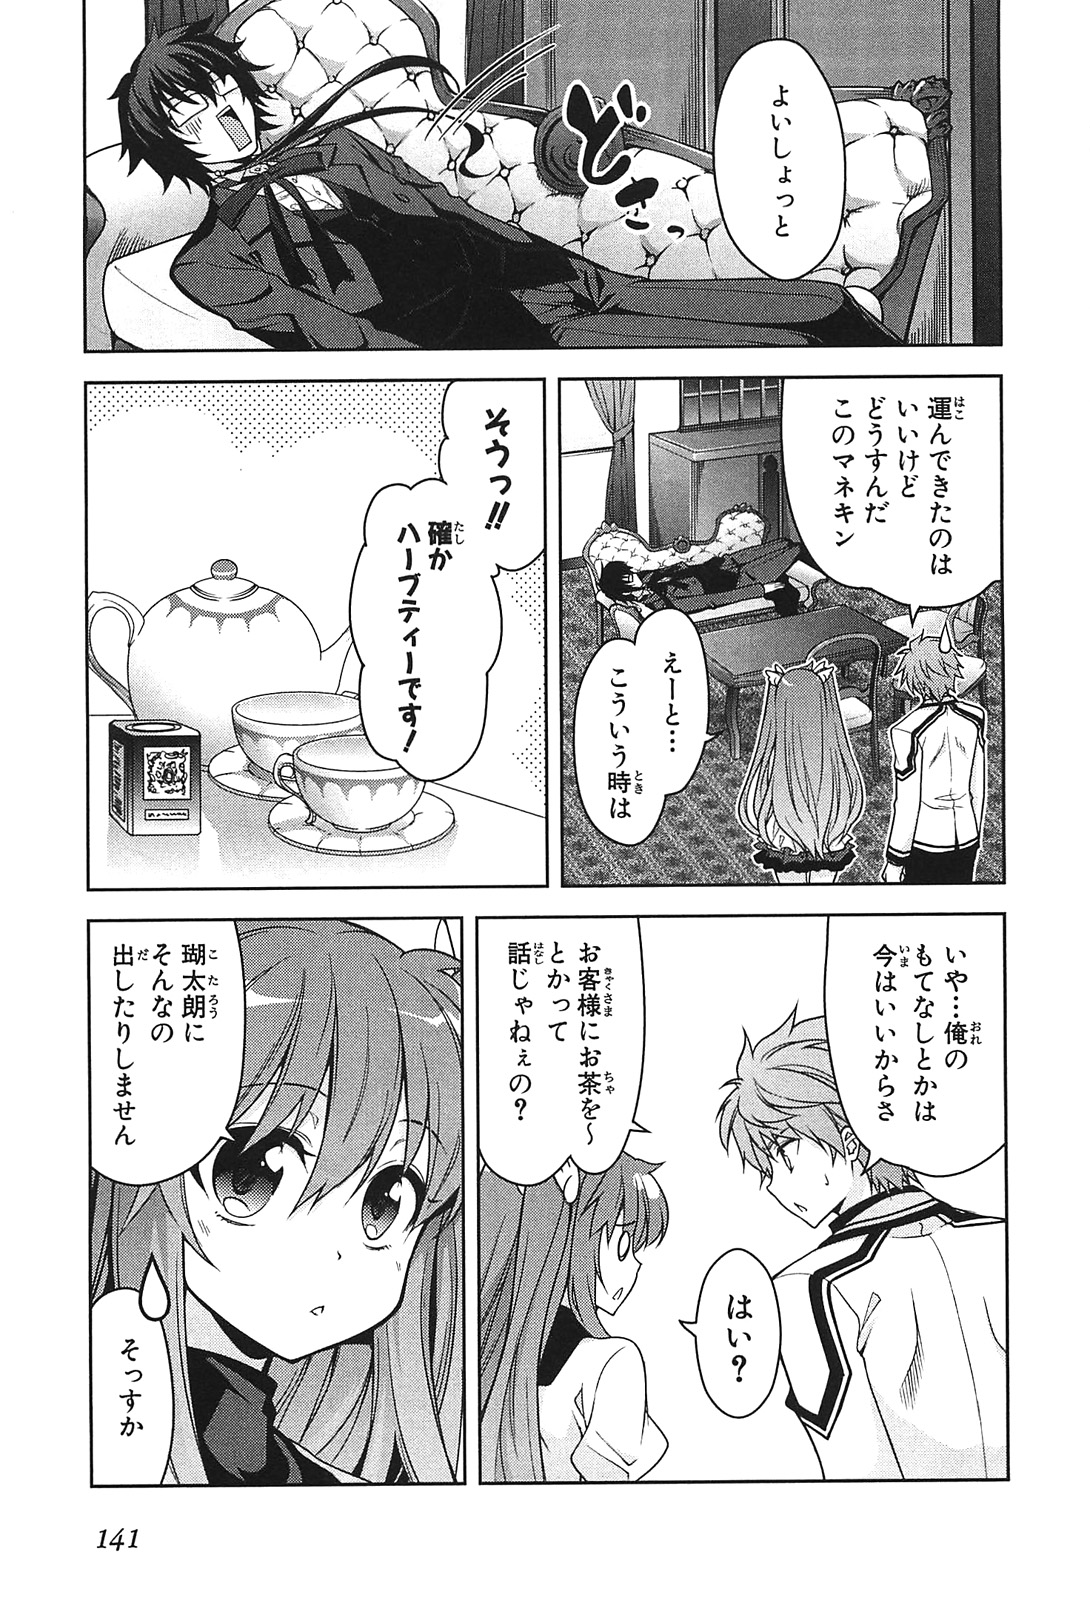 よいしょっと
どさっ
運んできたのは
いいけど
どうすんだ
このマネキン
えーと…
こういう時は
そうっ!!
確か
ハーブティーです!
いや…俺の
もてなしとかは
今はいいからさ
お客様にお茶を～
とかって
話じゃねぇの?
はい?
瑚太朗に
そんなの
出したりしません
そっすか
141